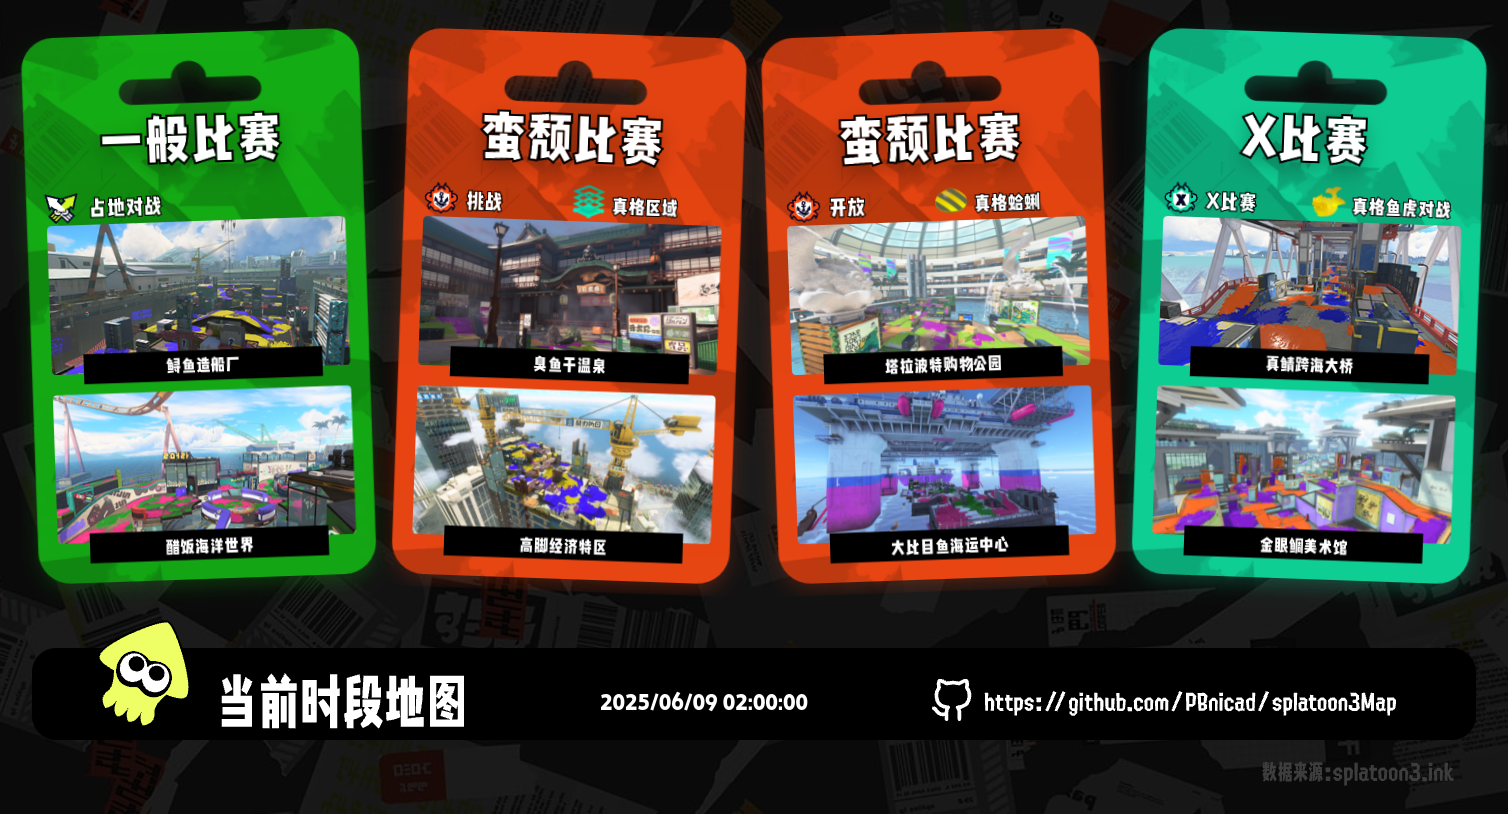 一般比赛
占地对战
鲟鱼造船厂
醋饭海洋世界
蛮颓比赛
挑战
真格区域
臭鱼干温泉
高脚经济特区
蛮颓比赛
开放
真格蛤蜊
塔拉波特购物公园
大比目鱼海运中心
X比赛
X比赛
真格鱼虎对战
真鲭跨海大桥
金眼鲷美术馆
当前时段地图
2025/06/09 02:00:00
https://github.com/PBnicad/splatoon3Map
数据来源:splatoon3.ink